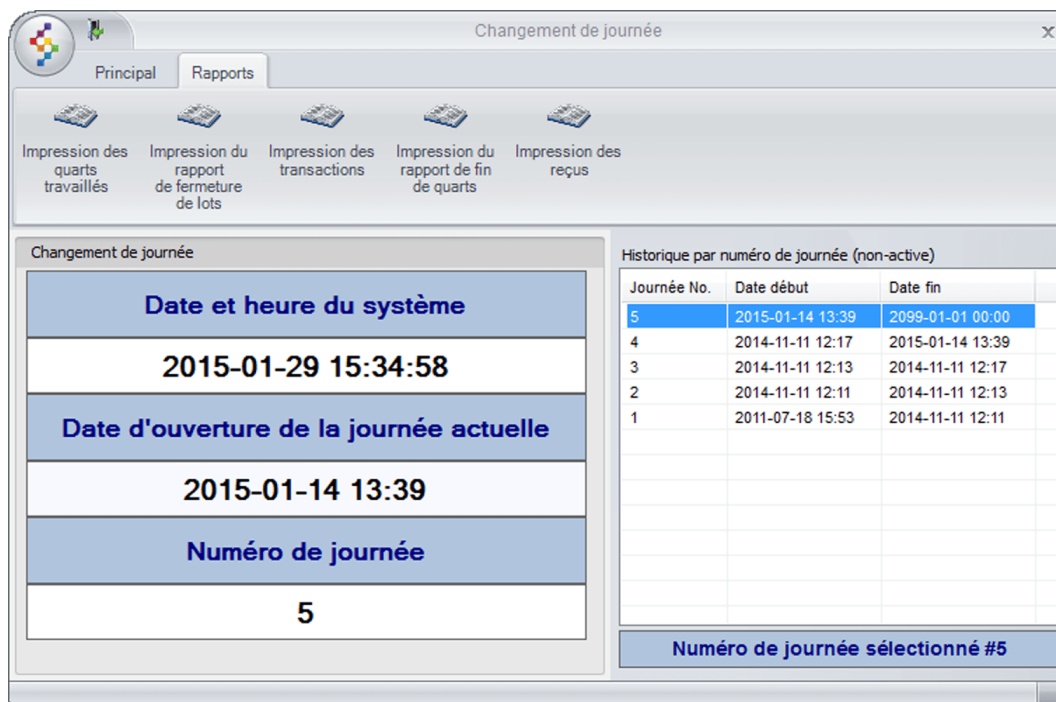 Changement de journée
x
Principal
Rapports
Impression des
quarts
travaillés
Impression du
rapport
de fermeture
de lots
Impression des
transactions
Impression du
rapport de fin
de quarts
Impression des
reçus
Changement de journée
Date et heure du système
2015-01-29 15:34:58
Date d'ouverture de la journée actuelle
2015-01-14 13:39
Numéro de journée
5
Historique par numéro de journée (non-active)
Journée No. Date début Date fin
5 2015-01-14 13:39 2099-01-01 00:00
4 2014-11-11 12:17 2015-01-14 13:39
3 2014-11-11 12:13 2014-11-11 12:17
2 2014-11-11 12:11 2014-11-11 12:13
1 2011-07-18 15:53 2014-11-11 12:11
Numéro de journée sélectionné #5